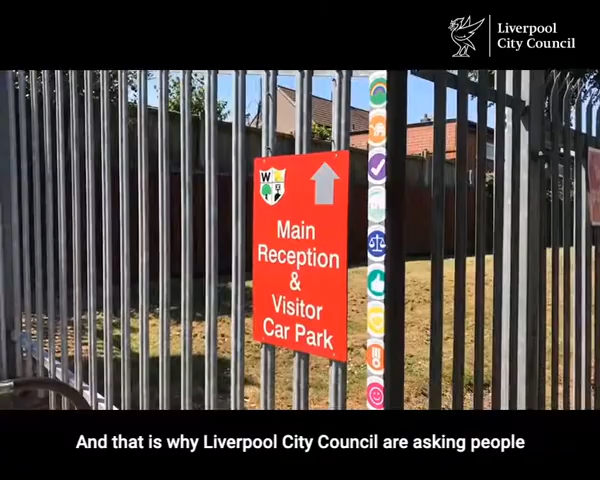 Liverpool
City Council
W
Main
Reception
&
Visitor
Car Park
And that is why Liverpool City Council are asking people